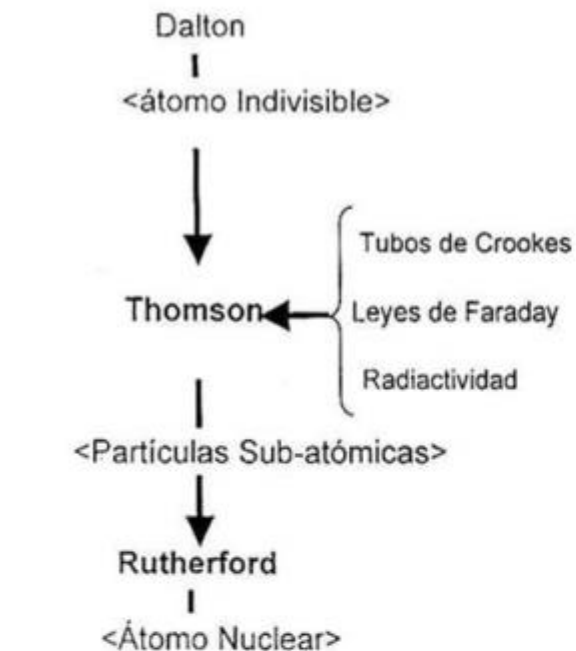 Dalton
<átomo Indivisible>
Tubos de Crookes
Thomson
Leyes de Faraday
Radiactividad
<Partículas Sub-atómicas>
Rutherford
<Átomo Nuclear>